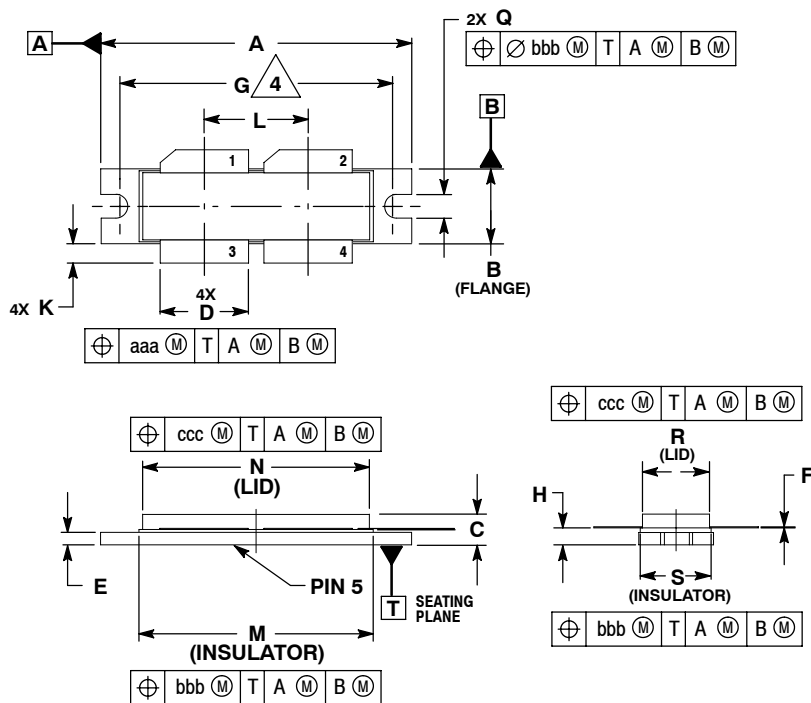 A
A
2X Q
⌖ ∅ bbb Ⓜ T A Ⓜ B Ⓜ
G 4
B
L
1
2
3
4
B
(FLANGE)
4X K
4X
D
⌖ aaa Ⓜ T A Ⓜ B Ⓜ
⌖ ccc Ⓜ T A Ⓜ B Ⓜ
N
(LID)
C
E
PIN 5
T
SEATING
PLANE
M
(INSULATOR)
⌖ bbb Ⓜ T A Ⓜ B Ⓜ
⌖ ccc Ⓜ T A Ⓜ B Ⓜ
R
(LID)
F
H
S
(INSULATOR)
⌖ bbb Ⓜ T A Ⓜ B Ⓜ